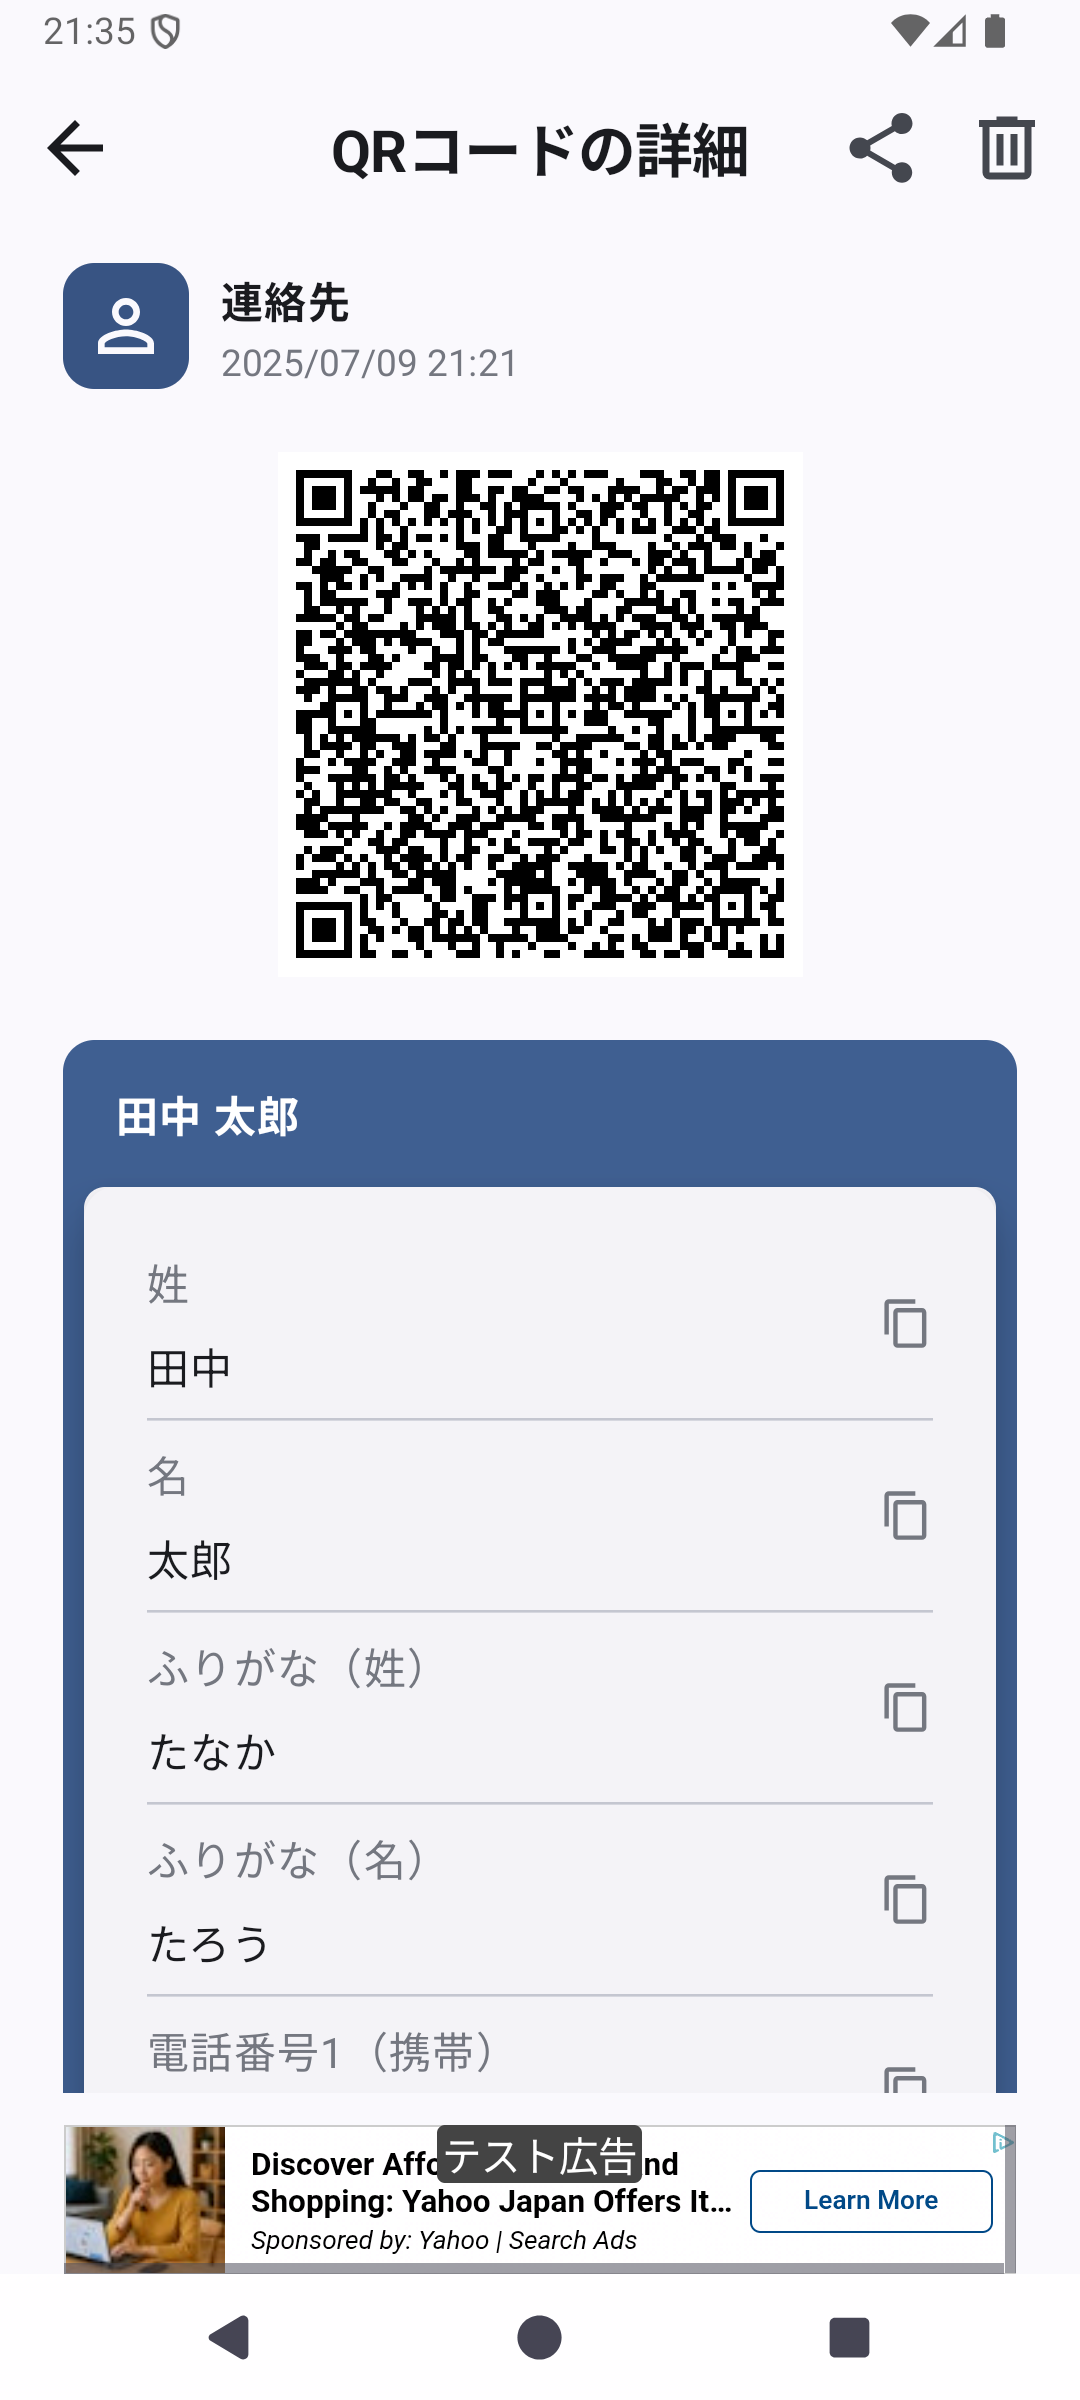 21:35
QRコードの詳細
連絡先
2025/07/09 21:21
田中 太郎
姓
田中
名
太郎
ふりがな（姓）
たなか
ふりがな（名）
たろう
電話番号1（携帯）
テスト広告
Discover Affo nd
Shopping: Yahoo Japan Offers It…
Sponsored by: Yahoo | Search Ads
Learn More